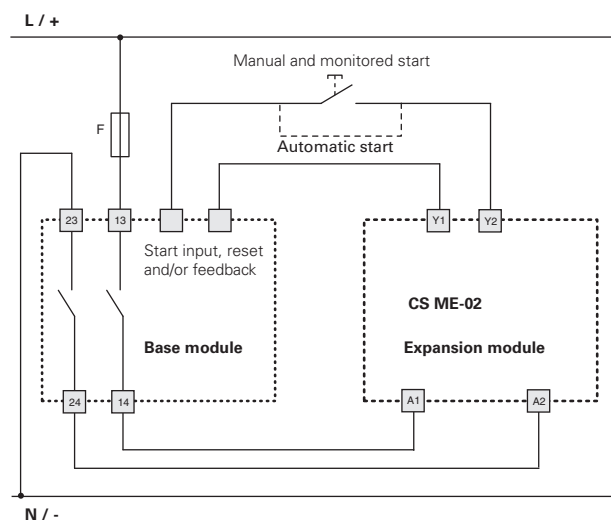 L / +
Manual and monitored start
F
Automatic start
23
13
Y1
Y2
Start input, reset
and/or feedback
CS ME-02
Base module
Expansion module
24
14
A1
A2
N / -